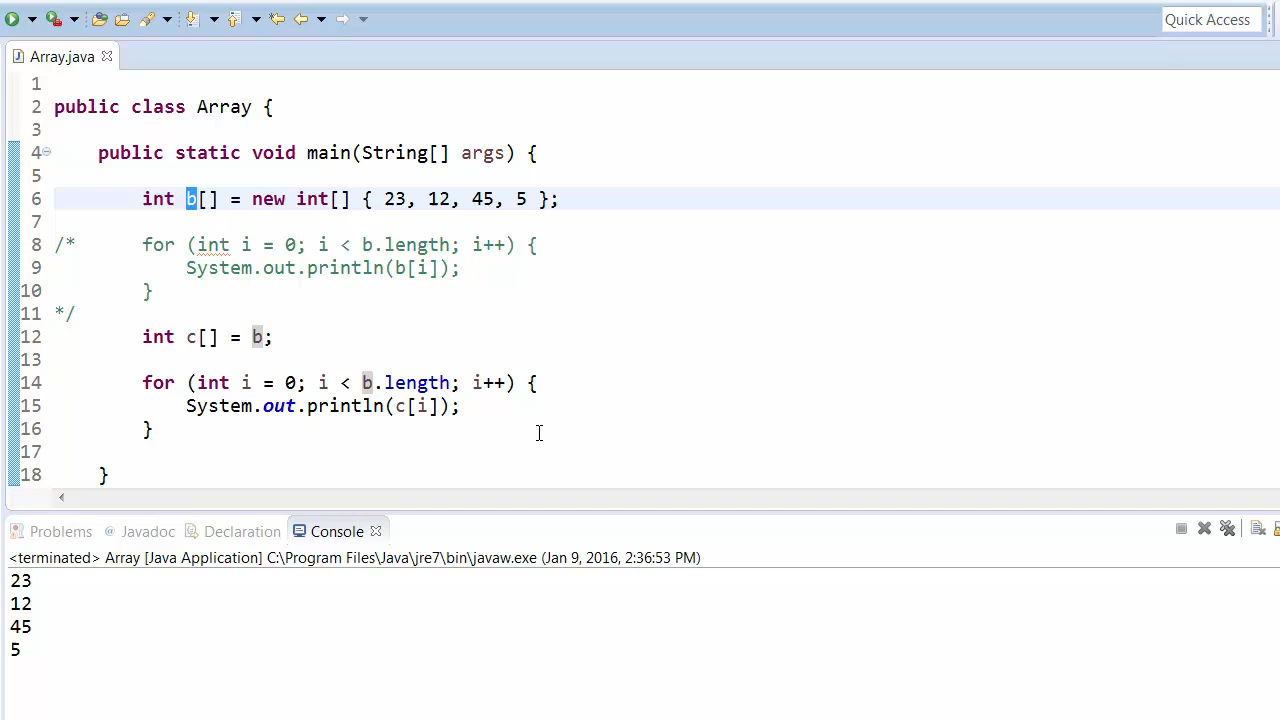 Quick Access
Array.java
1
2 public class Array {
3
4 public static void main(String[] args) {
5
6 int b[] = new int[] { 23, 12, 45, 5 };
7
8 /* for (int i = 0; i < b.length; i++) {
9 System.out.println(b[i]);
10 }
11 */
12 int c[] = b;
13
14 for (int i = 0; i < b.length; i++) {
15 System.out.println(c[i]);
16 }
17
18 }
Problems @ Javadoc Declaration Console
<terminated> Array [Java Application] C:\Program Files\Java\jre7\bin\javaw.exe (Jan 9, 2016, 2:36:53 PM)
23
12
45
5